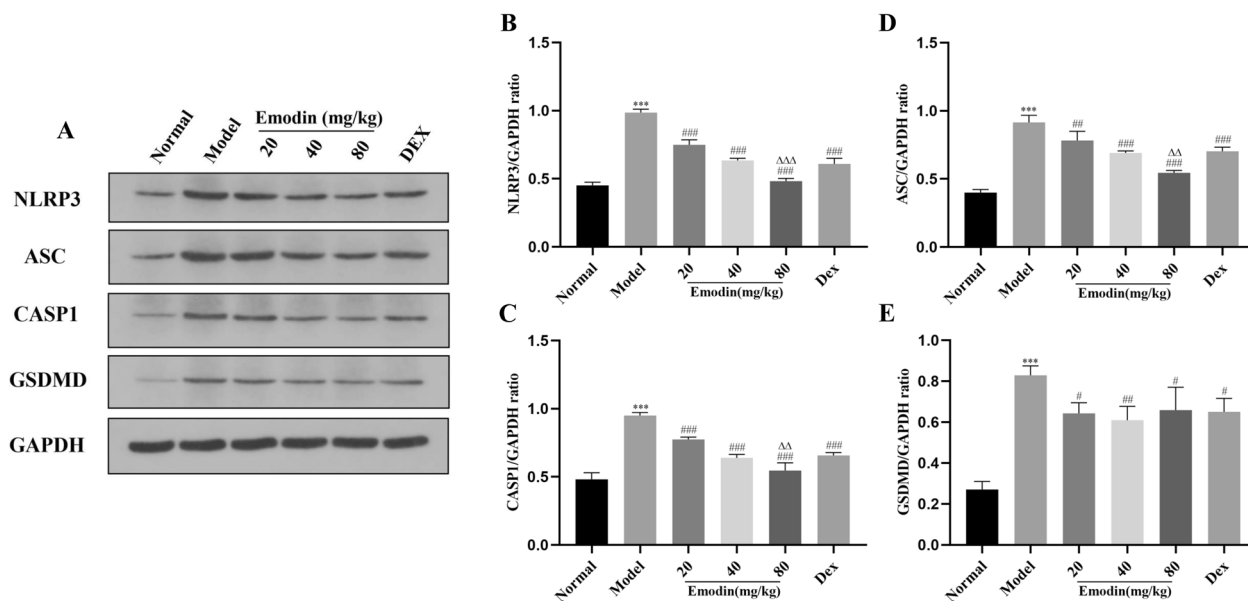 A
Emodin (mg/kg)
Normal
Model
20
40
80
DEX
NLRP3
ASC
CASP1
GSDMD
GAPDH
B
NLRP3/GAPDH ratio
1.5
1.0
0.5
0.0
***
###
###
ΔΔΔ
###
###
Normal
Model
20
40
80
Dex
Emodin(mg/kg)
D
ASC/GAPDH ratio
1.5
1.0
0.5
0.0
***
##
###
ΔΔ
###
###
Normal
Model
20
40
80
Dex
Emodin(mg/kg)
C
CASP1/GAPDH ratio
1.5
1.0
0.5
0.0
***
###
###
ΔΔ
###
###
Normal
Model
20
40
80
Dex
Emodin(mg/kg)
E
GSDMD/GAPDH ratio
1.0
0.8
0.6
0.4
0.2
0.0
***
#
##
#
#
Normal
Model
20
40
80
Dex
Emodin(mg/kg)